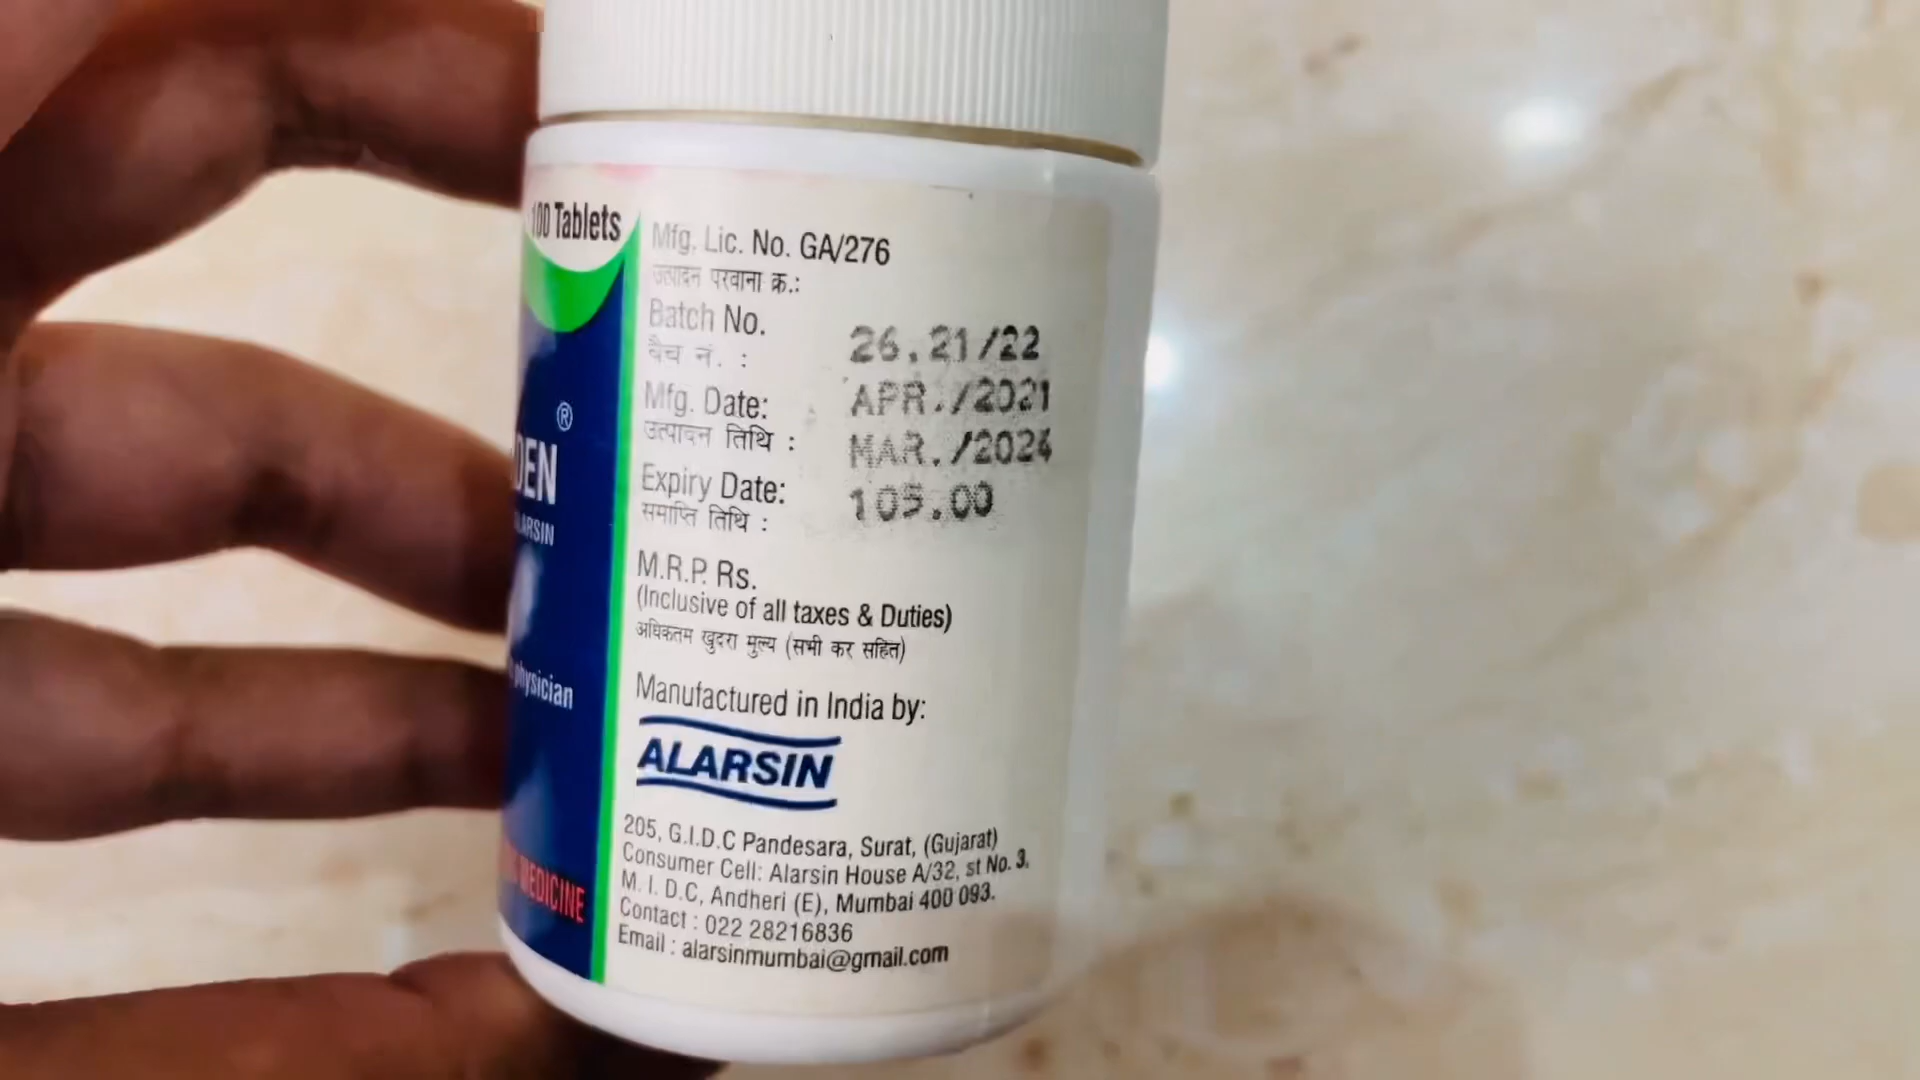 100 Tablets
®
DEN
ALARSIN
physician
MEDICINE
Mfg. Lic. No. GA/276
उत्पादन परवाना क्र.:
Batch No. 26.21/22
बैच नं. :
Mfg. Date: APR./2021
उत्पादन तिथि : MAR./2024
Expiry Date: 105.00
समाप्ति तिथि :
M.R.P. Rs.
(Inclusive of all taxes & Duties)
अधिकतम खुदरा मुल्य (सभी कर सहित)
Manufactured in India by:
ALARSIN
205, G.I.D.C Pandesara, Surat, (Gujarat)
Consumer Cell: Alarsin House A/32, st No. 3,
M. I. D.C, Andheri (E), Mumbai 400 093.
Contact : 022 28216836
Email : alarsinmumbai@gmail.com